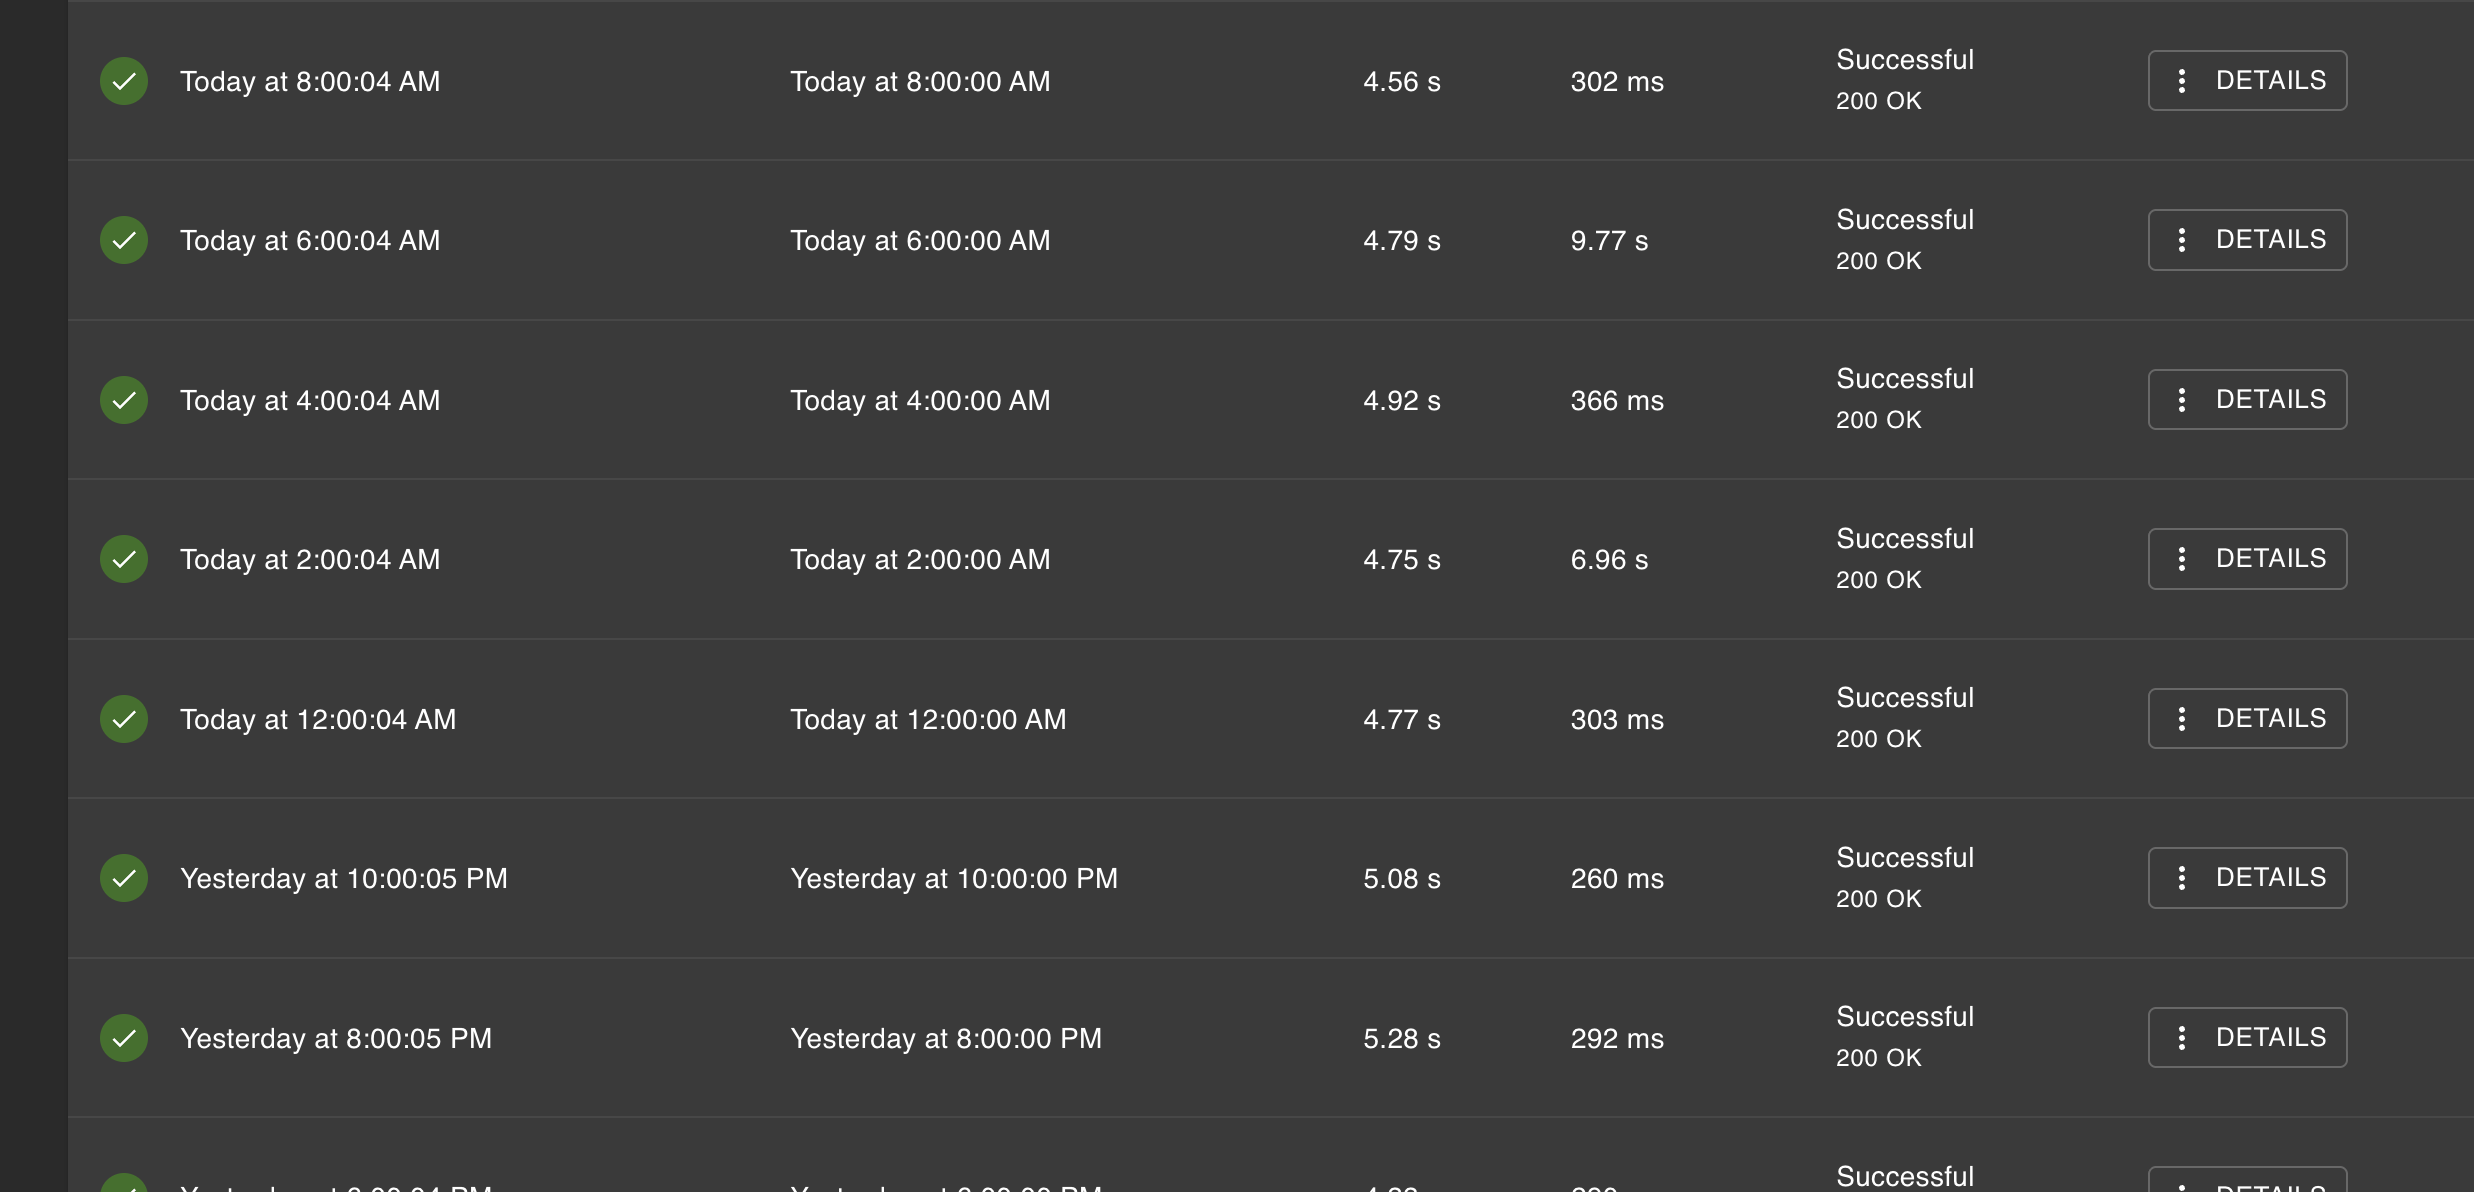 Today at 8:00:04 AM Today at 8:00:00 AM 4.56 s 302 ms Successful
200 OK
DETAILS
Today at 6:00:04 AM Today at 6:00:00 AM 4.79 s 9.77 s Successful
200 OK
DETAILS
Today at 4:00:04 AM Today at 4:00:00 AM 4.92 s 366 ms Successful
200 OK
DETAILS
Today at 2:00:04 AM Today at 2:00:00 AM 4.75 s 6.96 s Successful
200 OK
DETAILS
Today at 12:00:04 AM Today at 12:00:00 AM 4.77 s 303 ms Successful
200 OK
DETAILS
Yesterday at 10:00:05 PM Yesterday at 10:00:00 PM 5.08 s 260 ms Successful
200 OK
DETAILS
Yesterday at 8:00:05 PM Yesterday at 8:00:00 PM 5.28 s 292 ms Successful
200 OK
DETAILS
Successful